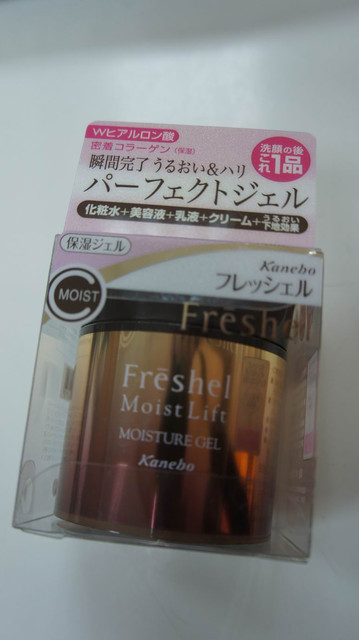 Wヒアルロン酸
密着コラーゲン(保湿)
瞬間完了 うるおい&ハリ
パーフェクトジェル
化粧水+美容液+乳液+クリーム+うるおい下地効果
洗顔の後
これ1品
保湿ジェル
MOIST
Kanebo
フレッシェル
Freshel
Frēshel
Moist Lift
MOISTURE GEL
Kanebo